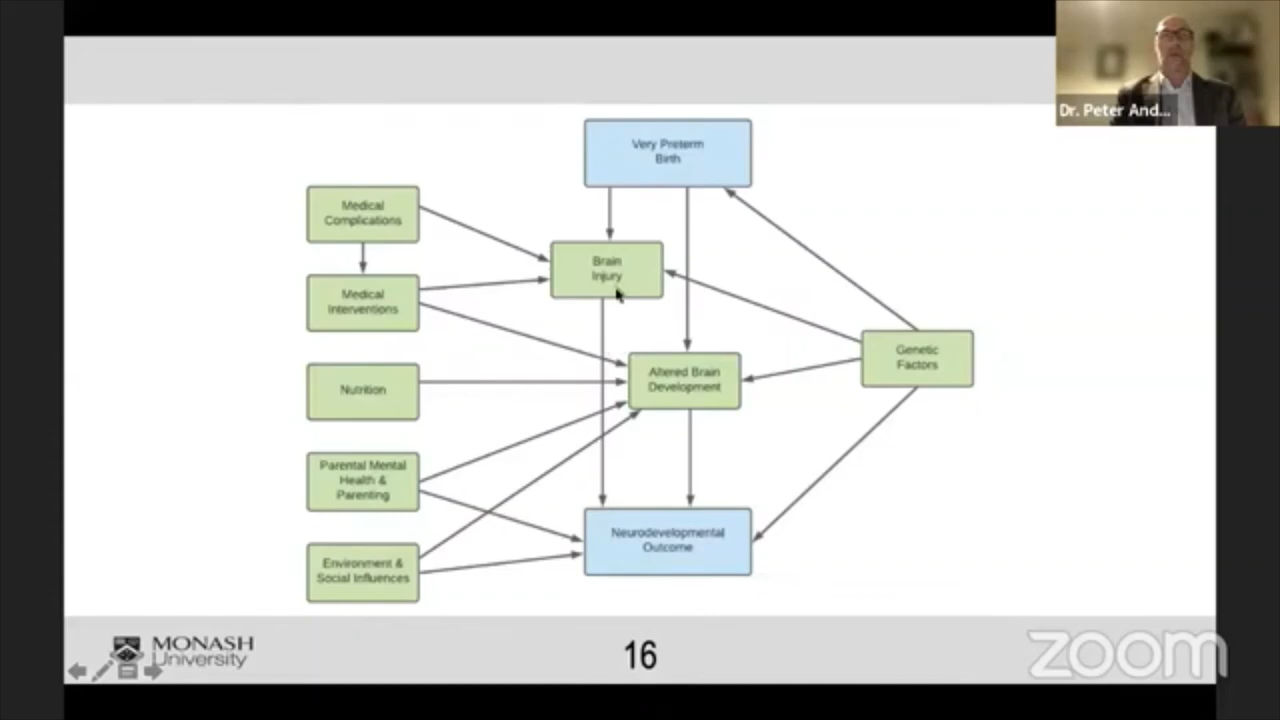 Dr. Peter And...
Very Preterm
Birth
Medical
Complications
Brain
Injury
Medical
Interventions
Genetic
Factors
Altered Brain
Development
Nutrition
Parental Mental
Health &
Parenting
Neurodevelopmental
Outcome
Environment &
Social Influences
MONASH
University
16
zoom